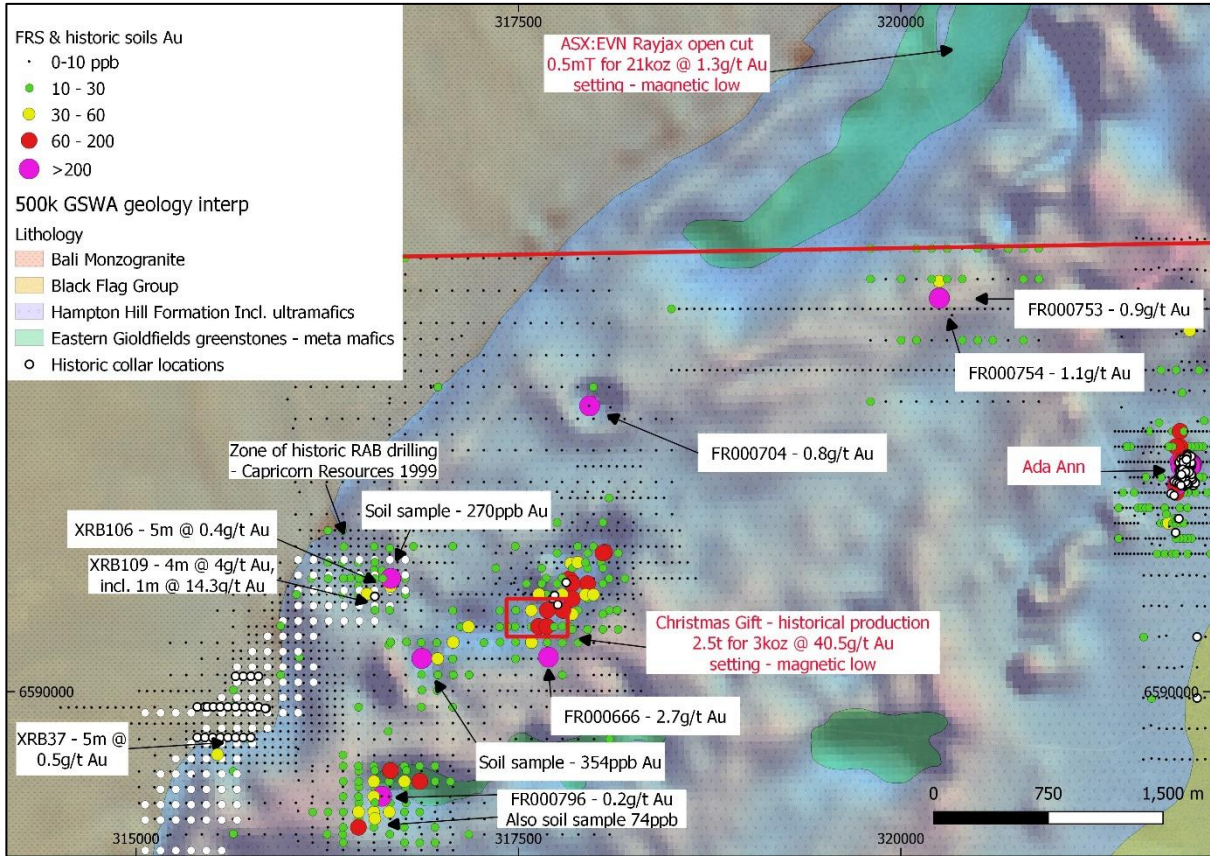 317500
320000
FRS & historic soils Au
0-10 ppb
10 - 30
30 - 60
60 - 200
>200
500k GSWA geology interp
Lithology
Bali Monzogranite
Black Flag Group
Hampton Hill Formation Incl. ultramafics
Eastern Gioldfields greenstones - meta mafics
Historic collar locations
ASX:EVN Rayjax open cut
0.5mT for 21koz @ 1.3g/t Au
setting - magnetic low
FR000753 - 0.9g/t Au
FR000754 - 1.1g/t Au
FR000704 - 0.8g/t Au
Ada Ann
Zone of historic RAB drilling
- Capricorn Resources 1999
Soil sample - 270ppb Au
XRB106 - 5m @ 0.4g/t Au
XRB109 - 4m @ 4g/t Au,
incl. 1m @ 14.3g/t Au
Christmas Gift - historical production
2.5t for 3koz @ 40.5g/t Au
setting - magnetic low
6590000
6590000
FR000666 - 2.7g/t Au
XRB37 - 5m @
0.5g/t Au
Soil sample - 354ppb Au
FR000796 - 0.2g/t Au
Also soil sample 74ppb
0 750 1,500 m
315000
317500
320000